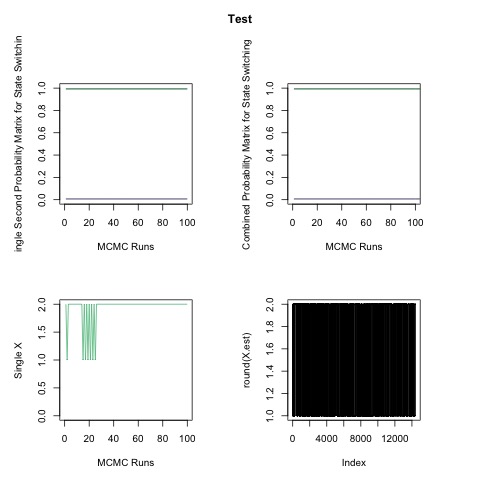 Test
ingle Second Probability Matrix for State Switchin
1.0
0.8
0.6
0.4
0.2
0.0
0 20 40 60 80 100
MCMC Runs
Combined Probability Matrix for State Switching
1.0
0.8
0.6
0.4
0.2
0.0
0 20 40 60 80 100
MCMC Runs
Single X
2.0
1.5
1.0
0.5
0.0
0 20 40 60 80 100
MCMC Runs
round(X.est)
2.0
1.8
1.6
1.4
1.2
1.0
0 4000 8000 12000
Index